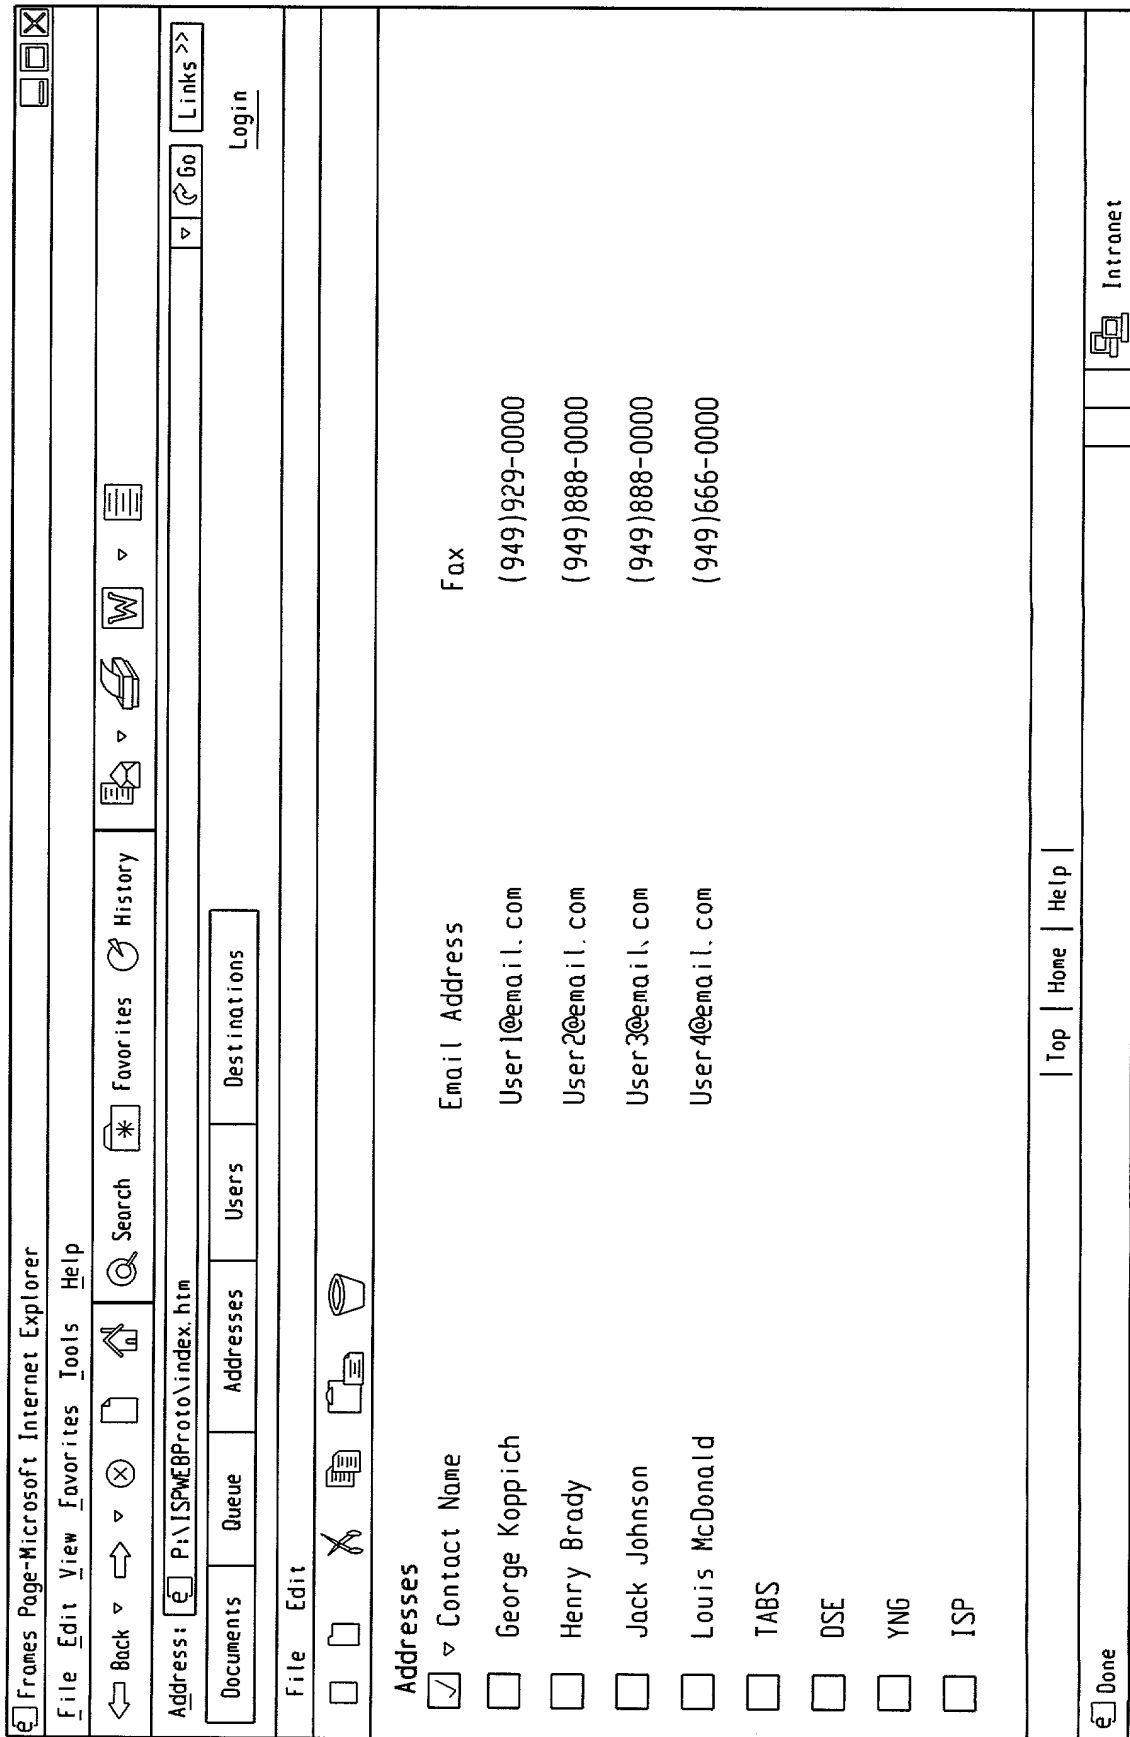 Frames Page-Microsoft Internet Explorer
File Edit View Favorites Tools Help
Back Search Favorites History W
Address: e P:\ISPWEBProto\index.htm Go Links >>
Documents Queue Addresses Users Destinations Login
File Edit
Addresses
Contact Name Email Address Fax
George Koppich User1@email.com (949)929-0000
Henry Brady User2@email.com (949)888-0000
Jack Johnson User3@email.com (949)888-0000
Louis McDonald User4@email.com (949)666-0000
TABS
DSE
YNG
ISP
| Top | Home | Help |
e Done Intranet